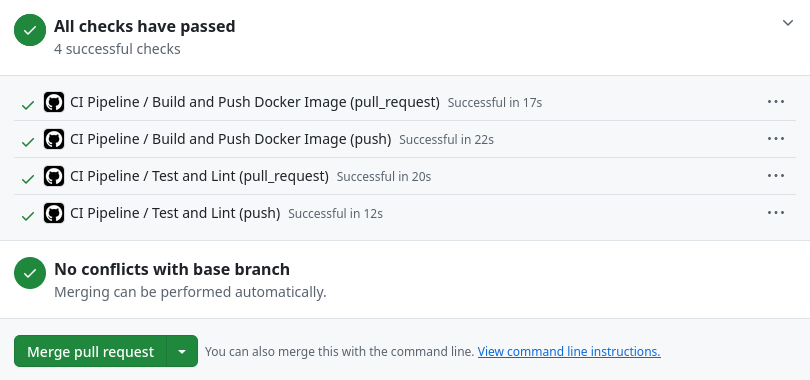 All checks have passed
4 successful checks
CI Pipeline / Build and Push Docker Image (pull_request) Successful in 17s
CI Pipeline / Build and Push Docker Image (push) Successful in 22s
CI Pipeline / Test and Lint (pull_request) Successful in 20s
CI Pipeline / Test and Lint (push) Successful in 12s
No conflicts with base branch
Merging can be performed automatically.
Merge pull request You can also merge this with the command line. View command line instructions.